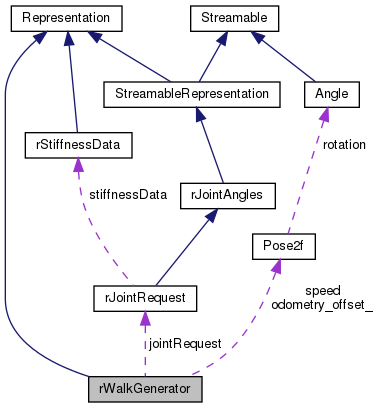 Representation
Streamable
StreamableRepresentation
Angle
rStiffnessData
rotation
stiffnessData
rJointAngles
Pose2f
rJointRequest
speed
odometry_offset_
jointRequest
rWalkGenerator